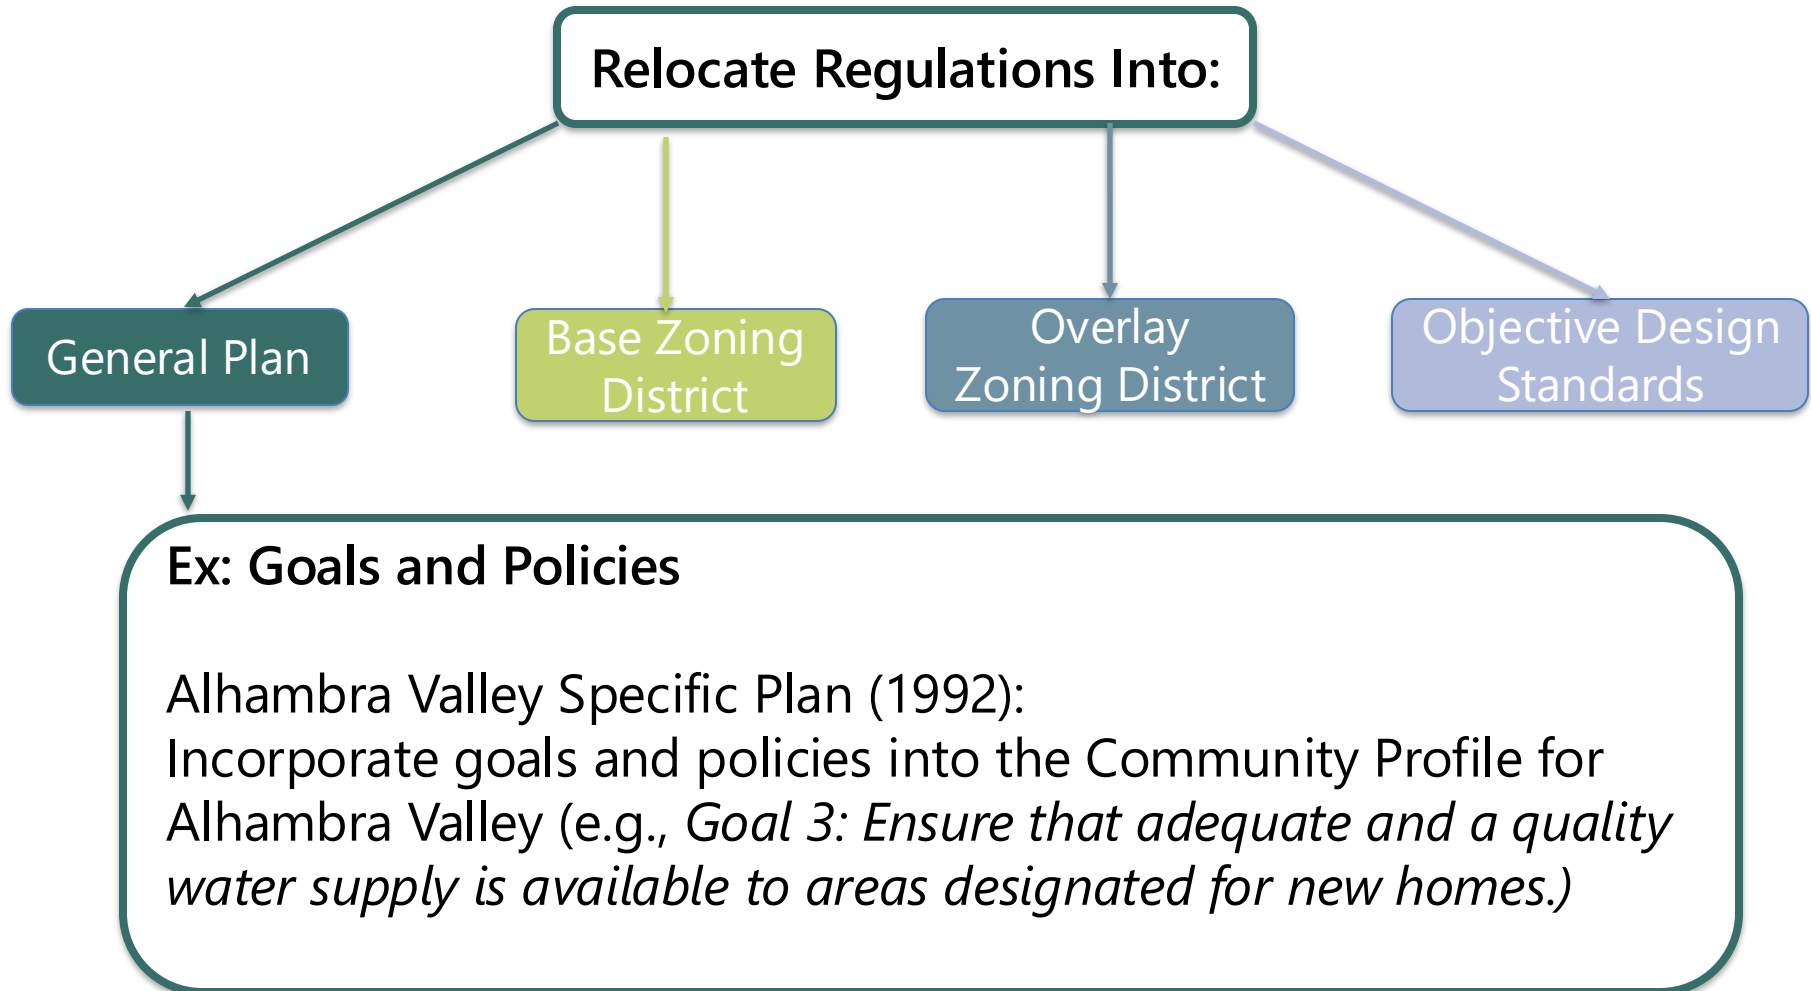 Relocate Regulations Into:
General Plan
Base Zoning
District
Overlay
Zoning District
Objective Design
Standards
Ex: Goals and Policies
Alhambra Valley Specific Plan (1992):
Incorporate goals and policies into the Community Profile for
Alhambra Valley (e.g., Goal 3: Ensure that adequate and a quality
water supply is available to areas designated for new homes.)